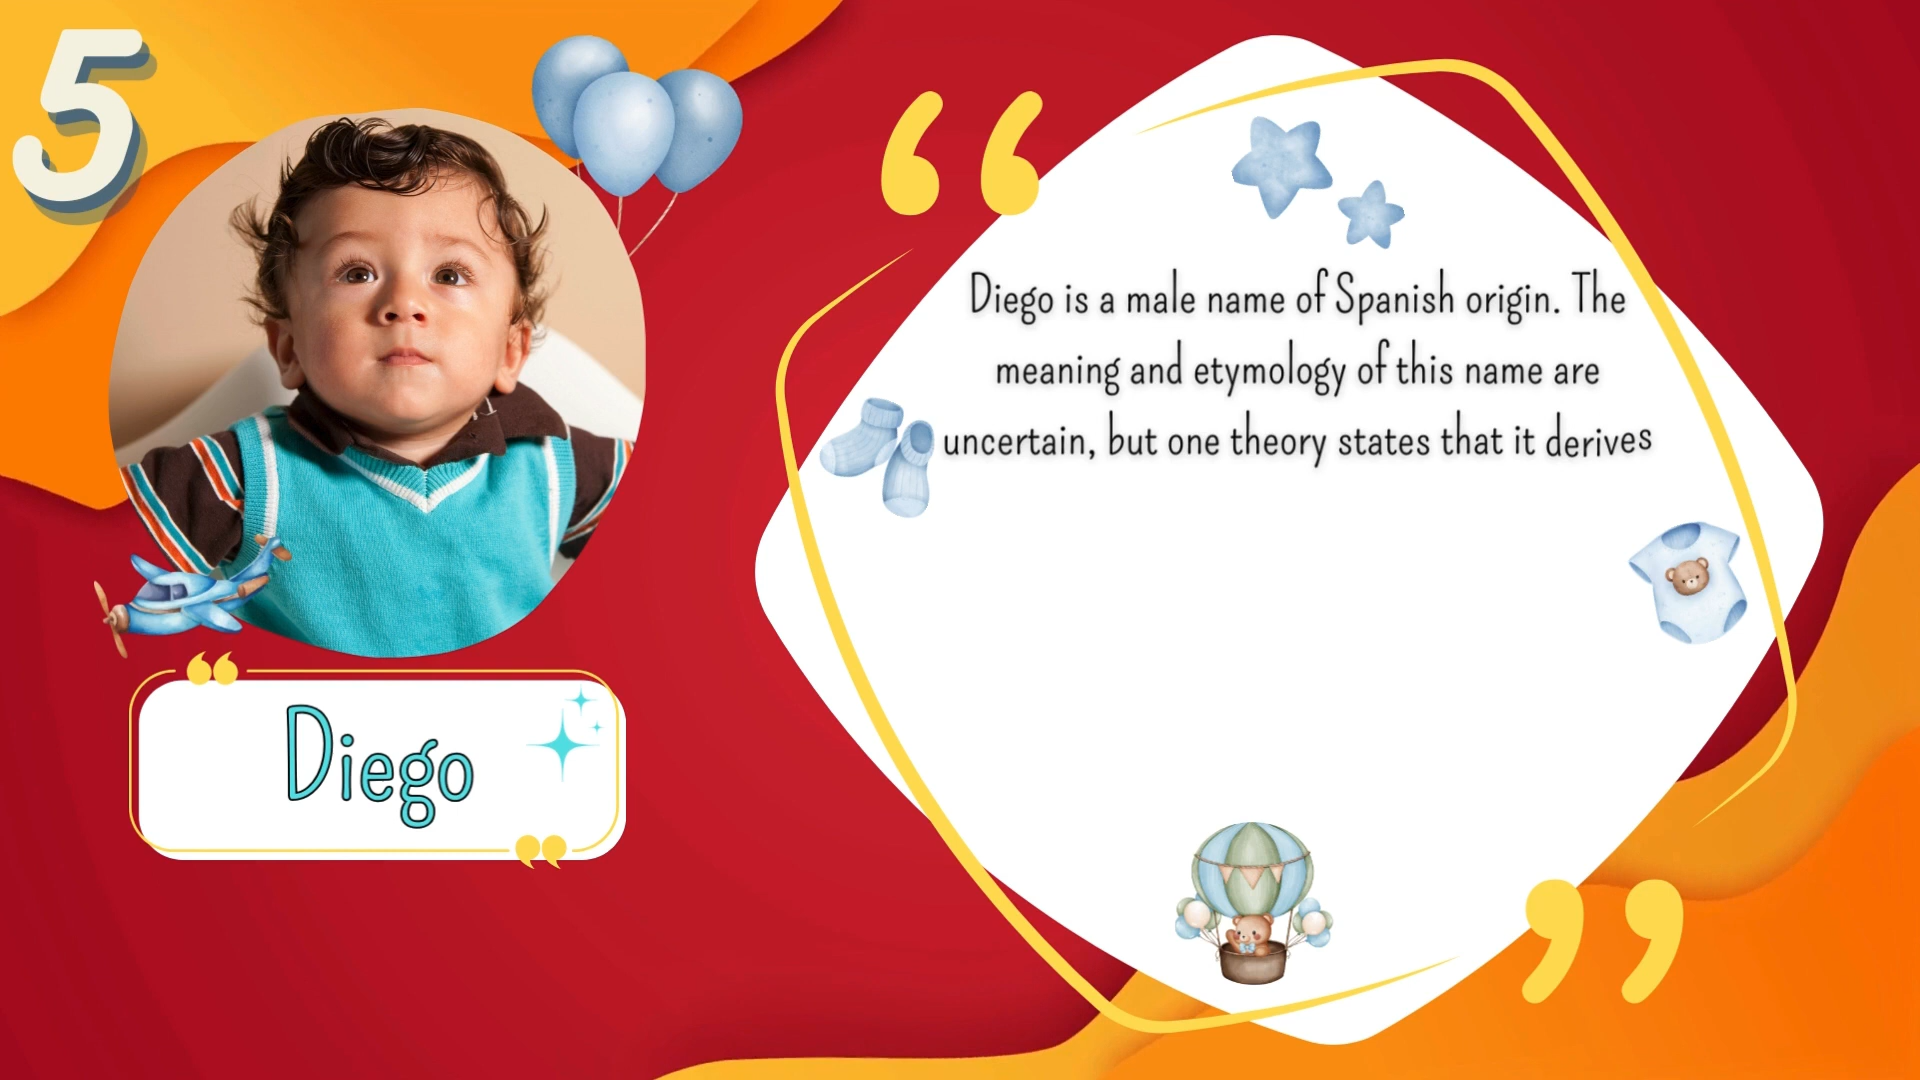 5
Diego
Diego is a male name of Spanish origin. The
meaning and etymology of this name are
uncertain, but one theory states that it derives